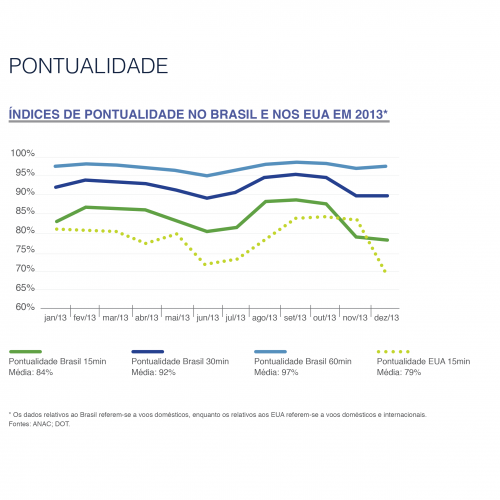 PONTUALIDADE
ÍNDICES DE PONTUALIDADE NO BRASIL E NOS EUA EM 2013*
100%
95%
90%
85%
80%
75%
70%
65%
60%
jan/13 fev/13 mar/13 abr/13 mai/13 jun/13 jul/13 ago/13 set/13 out/13 nov/13 dez/13
Pontualidade Brasil 15min Pontualidade Brasil 30min Pontualidade Brasil 60min Pontualidade EUA 15min
Média: 84% Média: 92% Média: 97% Média: 79%
* Os dados relativos ao Brasil referem-se a voos domésticos, enquanto os relativos aos EUA referem-se a voos domésticos e internacionais.
Fontes: ANAC; DOT.